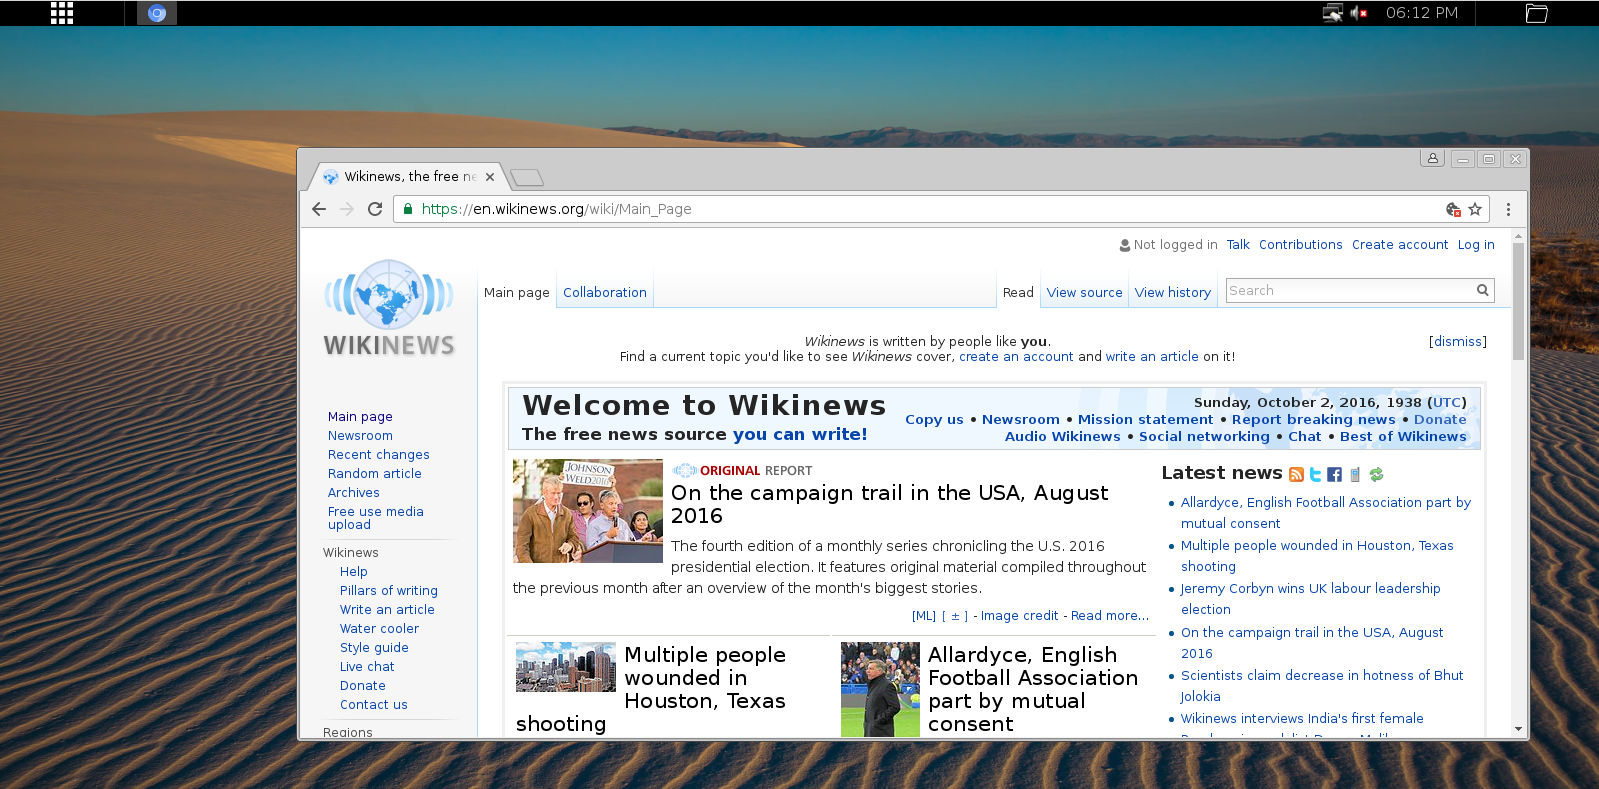 06:12 PM
Wikinews, the free ne
https://en.wikinews.org/wiki/Main_Page
Not logged in Talk Contributions Create account Log in
Main page Collaboration Read View source View history Search
WIKINEWS
Wikinews is written by people like you.
Find a current topic you'd like to see Wikinews cover, create an account and write an article on it!
[dismiss]
Main page
Newsroom
Recent changes
Random article
Archives
Free use media
upload
Wikinews
Help
Pillars of writing
Write an article
Water cooler
Style guide
Live chat
Donate
Contact us
Regions
Welcome to Wikinews
The free news source you can write!
Sunday, October 2, 2016, 1938 (UTC)
Copy us • Newsroom • Mission statement • Report breaking news • Donate
Audio Wikinews • Social networking • Chat • Best of Wikinews
JOHNSON
WELD 2016
ORIGINAL REPORT
On the campaign trail in the USA, August
2016
The fourth edition of a monthly series chronicling the U.S. 2016
presidential election. It features original material compiled throughout
the previous month after an overview of the month's biggest stories.
[ML] [ ± ] - Image credit - Read more...
Multiple people
wounded in
Houston, Texas
shooting
Allardyce, English
Football Association
part by mutual
consent
Latest news
Allardyce, English Football Association part by
mutual consent
Multiple people wounded in Houston, Texas
shooting
Jeremy Corbyn wins UK labour leadership
election
On the campaign trail in the USA, August
2016
Scientists claim decrease in hotness of Bhut
Jolokia
Wikinews interviews India's first female